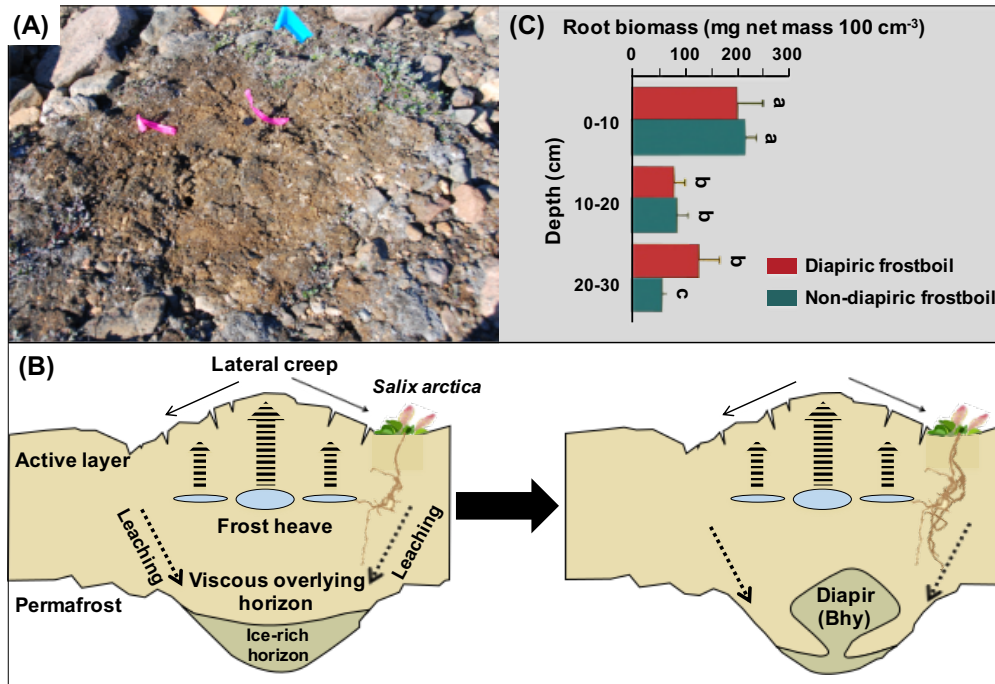 (A)
(C)
Root biomass (mg net mass 100 cm-3)
0 100 200 300
Depth (cm)
0-10
a
a
10-20
b
b
20-30
b
c
Diapiric frostboil
Non-diapiric frostboil
(B)
Lateral creep
Salix arctica
Active layer
Frost heave
Leaching
Leaching
Viscous overlying
horizon
Permafrost
Ice-rich
horizon
Diapir
(Bhy)